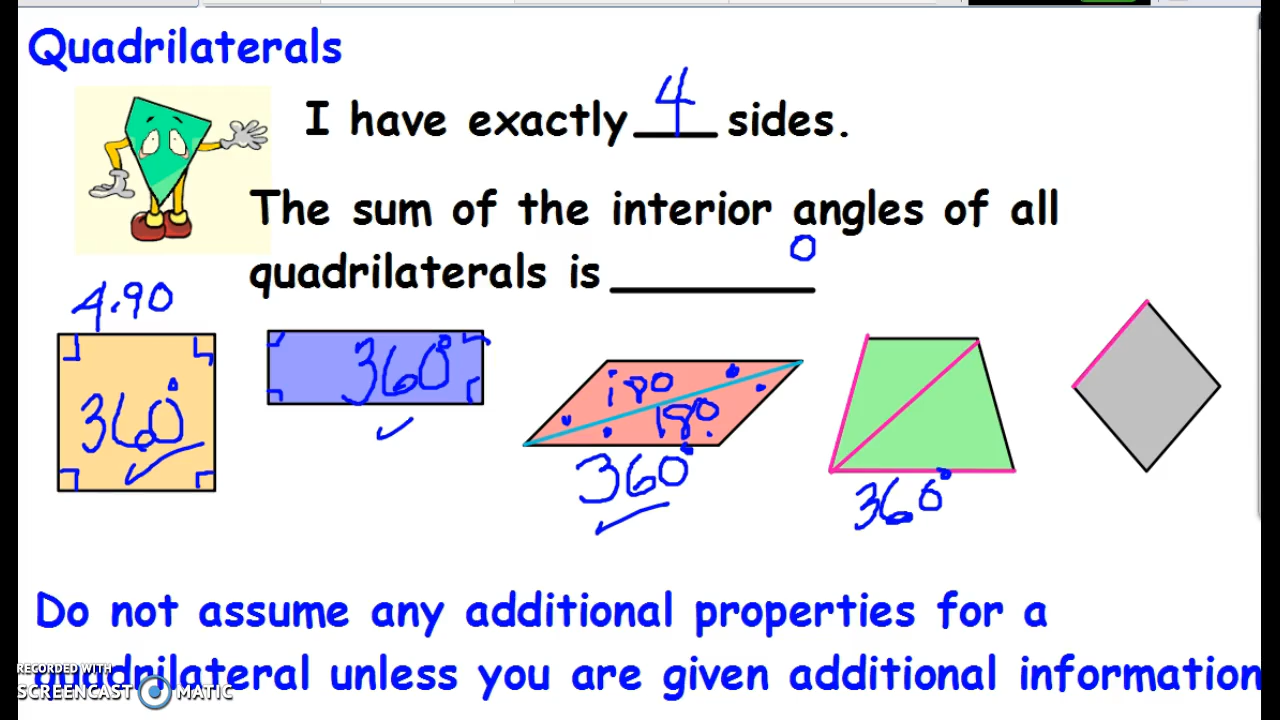 Quadrilaterals
I have exactly 4 sides.
The sum of the interior angles of all
quadrilaterals is ________ °
4.90
360°
360°
180
180
360°
360°
Do not assume any additional properties for a
quadrilateral unless you are given additional information
RECORDED WITH
SCREENCAST MATIC